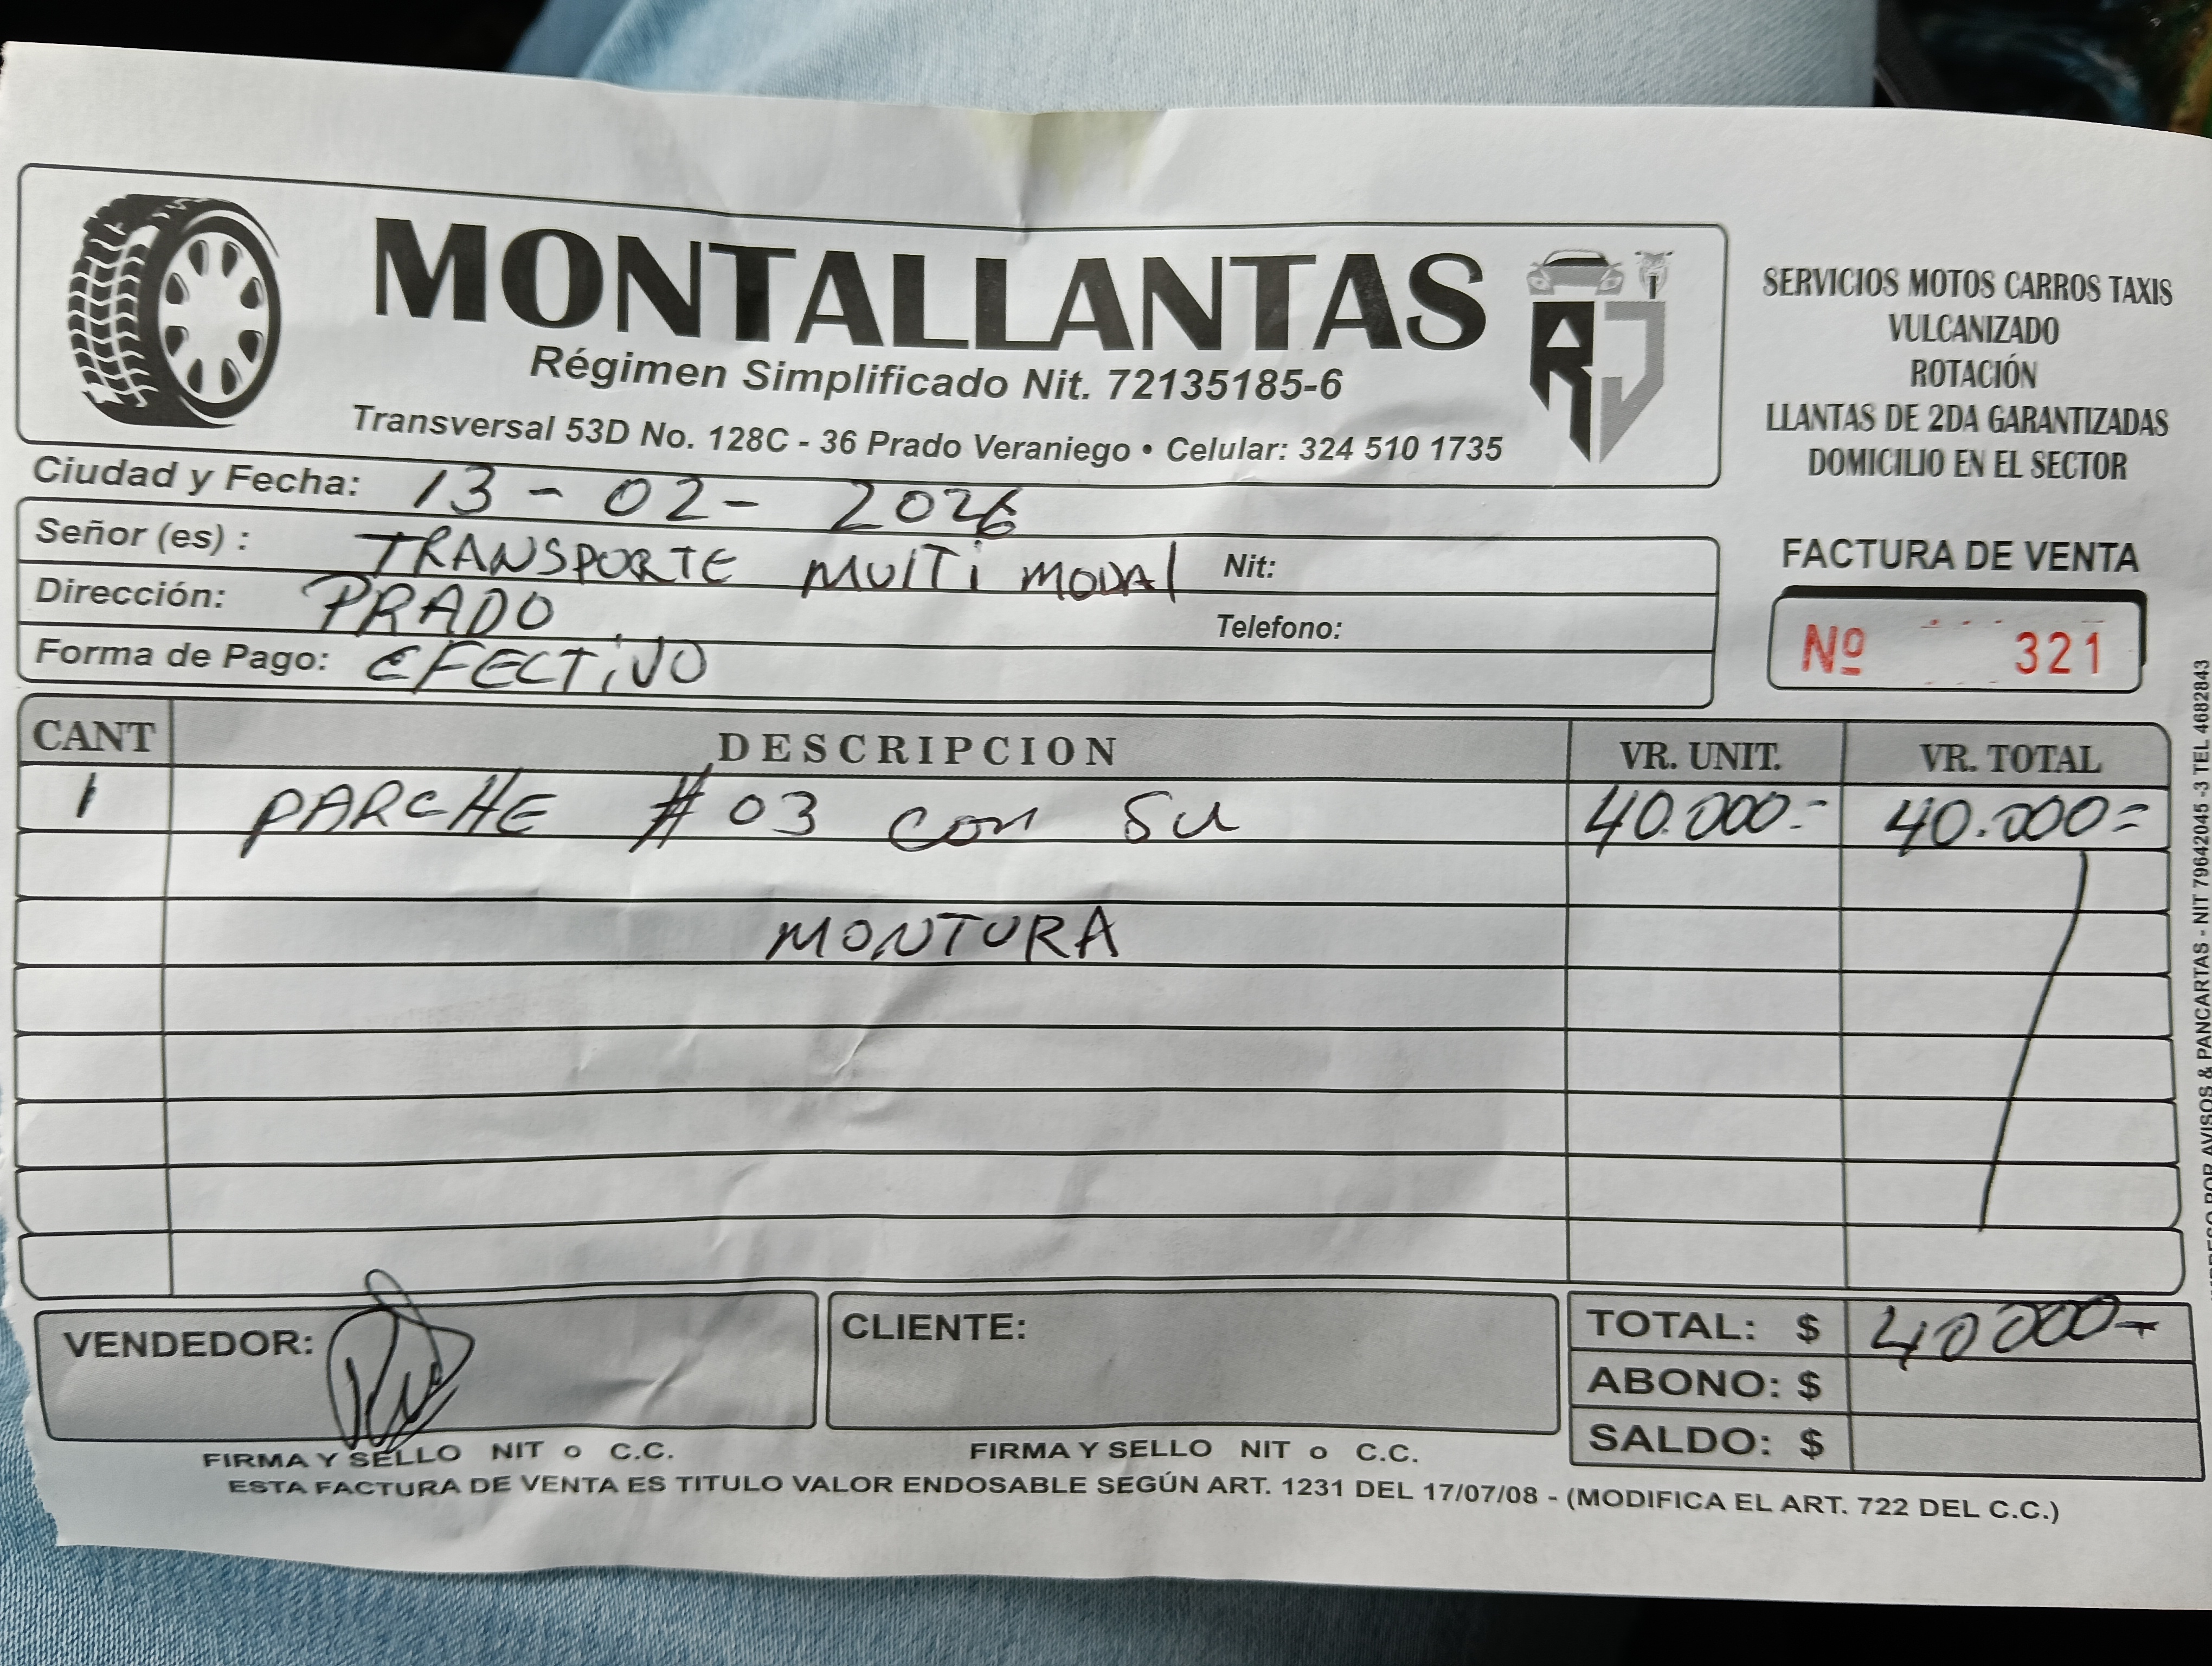 MONTALLANTAS
RJ
Régimen Simplificado Nit. 72135185-6
Transversal 53D No. 128C - 36 Prado Veraniego • Celular: 324 510 1735
SERVICIOS MOTOS CARROS TAXIS
VULCANIZADO
ROTACIÓN
LLANTAS DE 2DA GARANTIZADAS
DOMICILIO EN EL SECTOR
Ciudad y Fecha: 13 - 02 - 2026
Señor (es) : TRANSPORTE MULTi MODAl Nit:
Dirección: PRADO Telefono:
Forma de Pago: EFECTiVO
FACTURA DE VENTA
Nº 321
CANT DESCRIPCION VR. UNIT. VR. TOTAL
1 PARCHE # 03 con Su 40.000= 40.000=
MONTURA
VENDEDOR: CLIENTE:
TOTAL: $ 40000-
ABONO: $
SALDO: $
FIRMA Y SELLO NIT o C.C. FIRMA Y SELLO NIT o C.C.
ESTA FACTURA DE VENTA ES TITULO VALOR ENDOSABLE SEGÚN ART. 1231 DEL 17/07/08 - (MODIFICA EL ART. 722 DEL C.C.)
POR AVISOS & PANCARTAS - NIT 79642045 -3 TEL 4682843